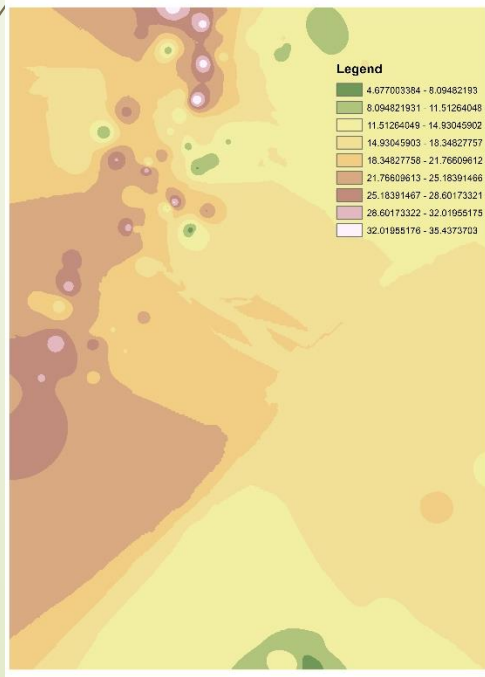 Legend
4.677003384 - 8.09482193
8.094821931 - 11.51264048
11.51264049 - 14.93045902
14.93045903 - 18.34827757
18.34827758 - 21.76609612
21.76609613 - 25.18391466
25.18391467 - 28.60173321
28.60173322 - 32.01955175
32.01955176 - 35.4373703